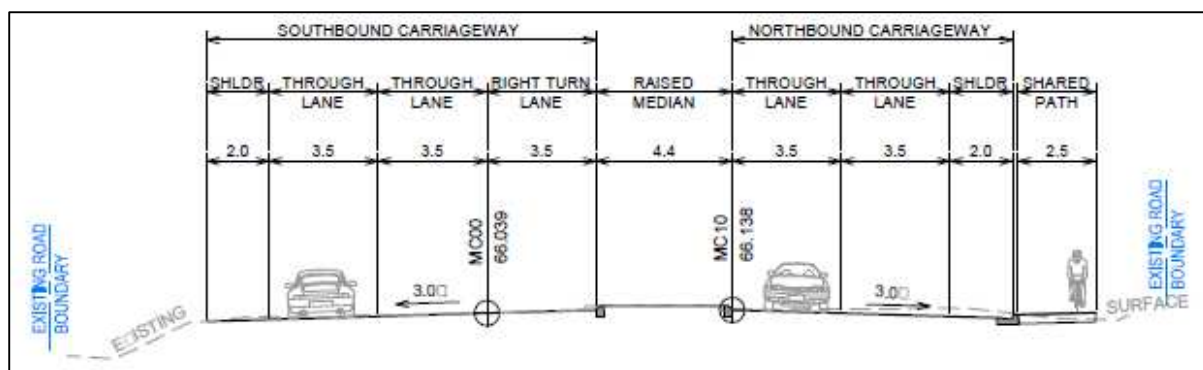 SOUTHBOUND CARRIAGEWAY
NORTHBOUND CARRIAGEWAY
SHLDR
THROUGH
LANE
THROUGH
LANE
RIGHT TURN
LANE
RAISED
MEDIAN
THROUGH
LANE
THROUGH
LANE
SHLDR
SHARED
PATH
2.0
3.5
3.5
3.5
4.4
3.5
3.5
2.0
2.5
EXISTING ROAD
BOUNDARY
MC00
66.039
MC10
66.138
EXISTING ROAD
BOUNDARY
3.0□
3.0□
E□ISTING
SURFACE